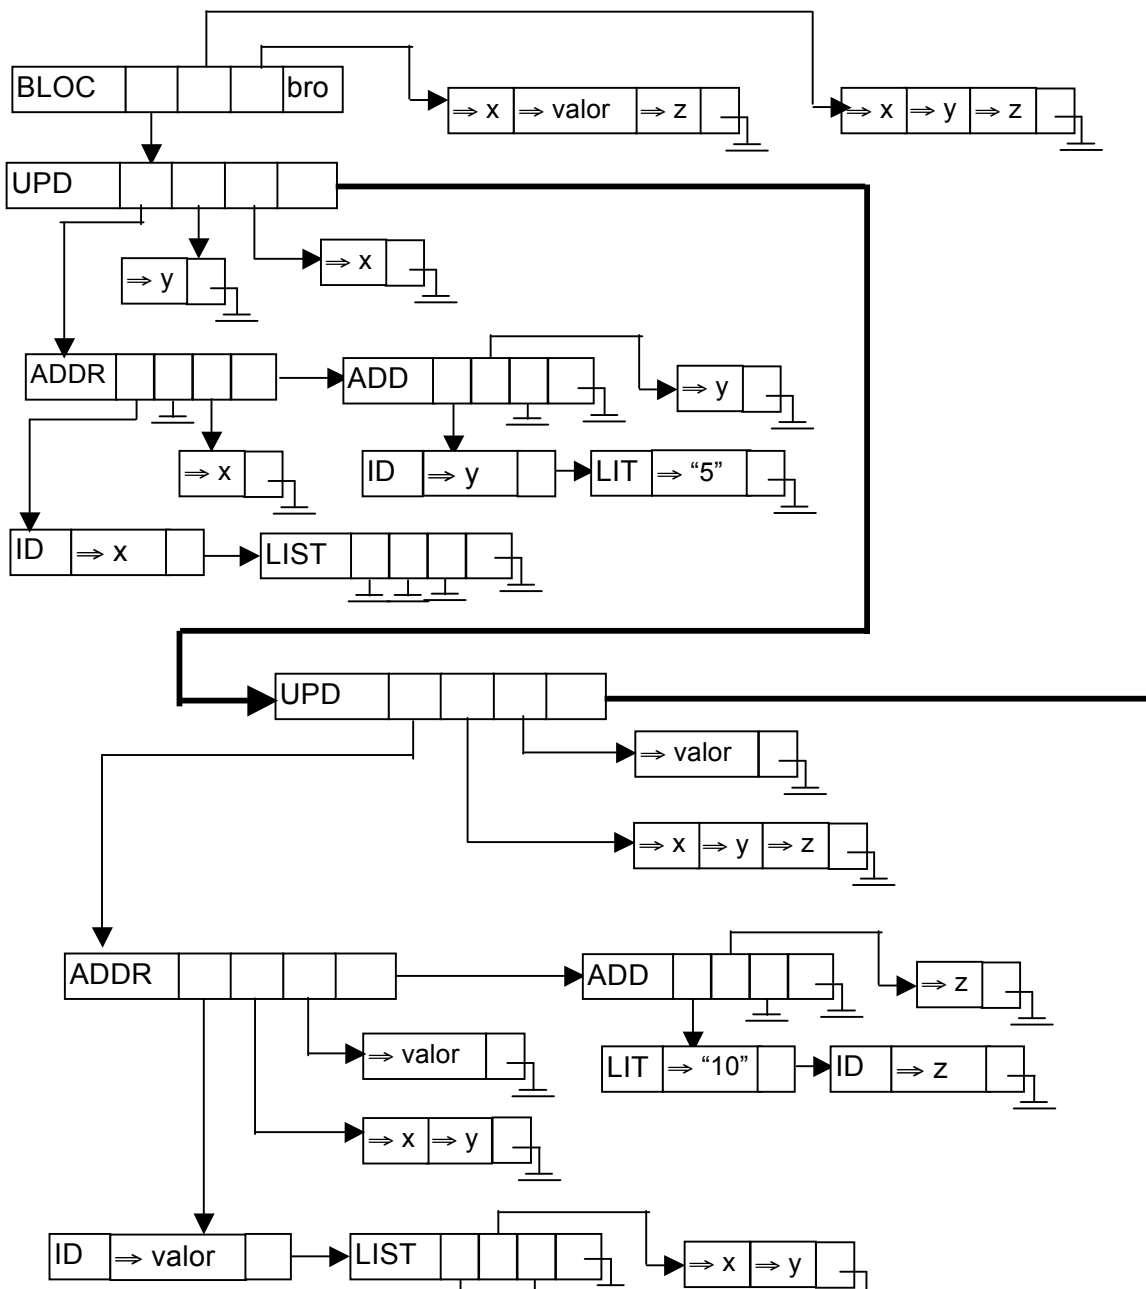 BLOC bro
⇒ x ⇒ valor ⇒ z
⇒ x ⇒ y ⇒ z
UPD
⇒ y
⇒ x
ADDR
ADD
⇒ y
⇒ x
ID ⇒ y
LIT ⇒ “5”
ID ⇒ x
LIST
UPD
⇒ valor
⇒ x ⇒ y ⇒ z
ADDR
ADD
⇒ z
⇒ valor
LIT ⇒ “10”
ID ⇒ z
⇒ x ⇒ y
ID ⇒ valor
LIST
⇒ x ⇒ y